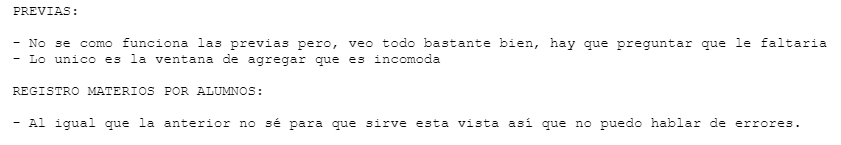 PREVIAS:
- No se como funciona las previas pero, veo todo bastante bien, hay que preguntar que le faltaria
- Lo unico es la ventana de agregar que es incomoda
REGISTRO MATERIOS POR ALUMNOS:
- Al igual que la anterior no sé para que sirve esta vista así que no puedo hablar de errores.